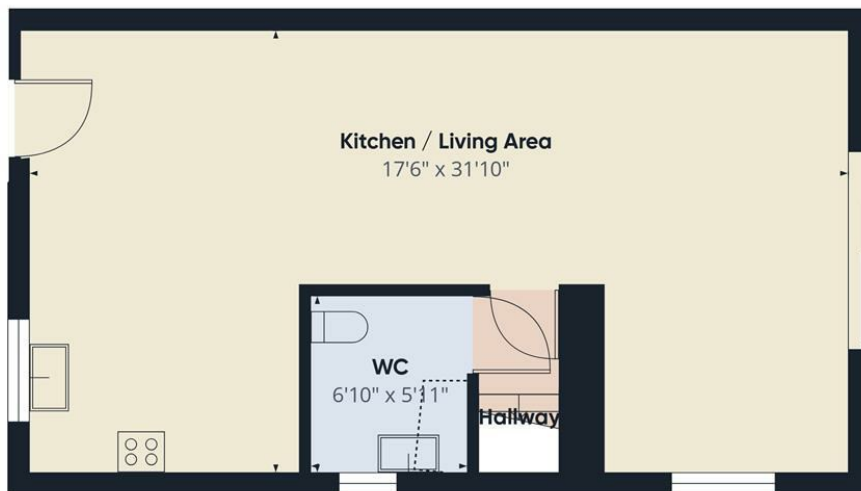 Kitchen / Living Area
17'6" x 31'10"
WC
6'10" x 5'11"
Hallway